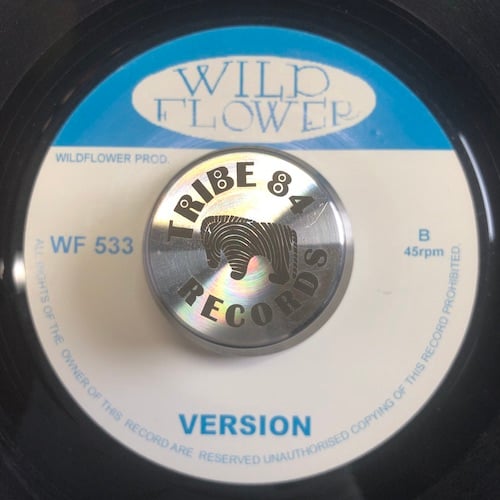 WILD
FLOWER
WILDFLOWER PROD.
TRIBE 84
RECORDS
WF 533
B
45rpm
VERSION
ALL RIGHTS OF THE OWNER OF THIS RECORD ARE RESERVED UNAUTHORISED COPYING OF THIS RECORD PROHIBITED.